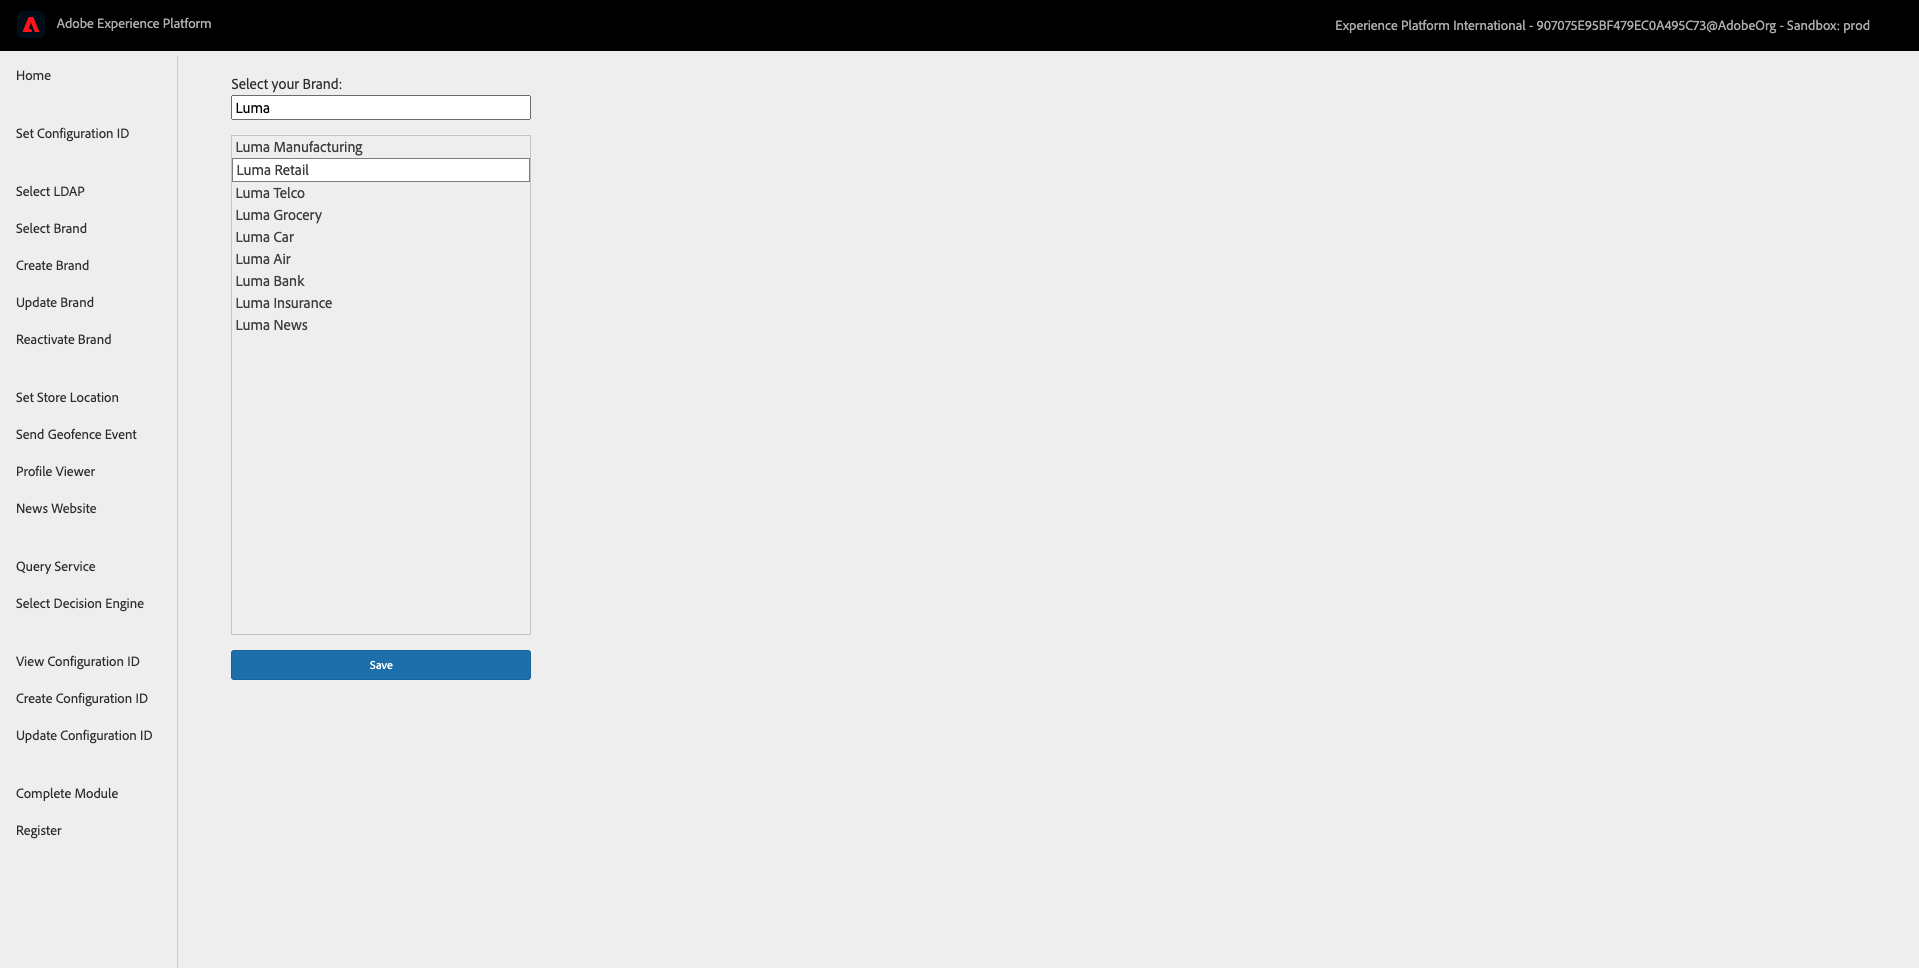 Adobe Experience Platform
Experience Platform International - 907075E95BF479EC0A495C73@AdobeOrg - Sandbox: prod
Home
Set Configuration ID
Select LDAP
Select Brand
Create Brand
Update Brand
Reactivate Brand
Set Store Location
Send Geofence Event
Profile Viewer
News Website
Query Service
Select Decision Engine
View Configuration ID
Create Configuration ID
Update Configuration ID
Complete Module
Register
Select your Brand:
Luma
Luma Manufacturing
Luma Retail
Luma Telco
Luma Grocery
Luma Car
Luma Air
Luma Bank
Luma Insurance
Luma News
Save